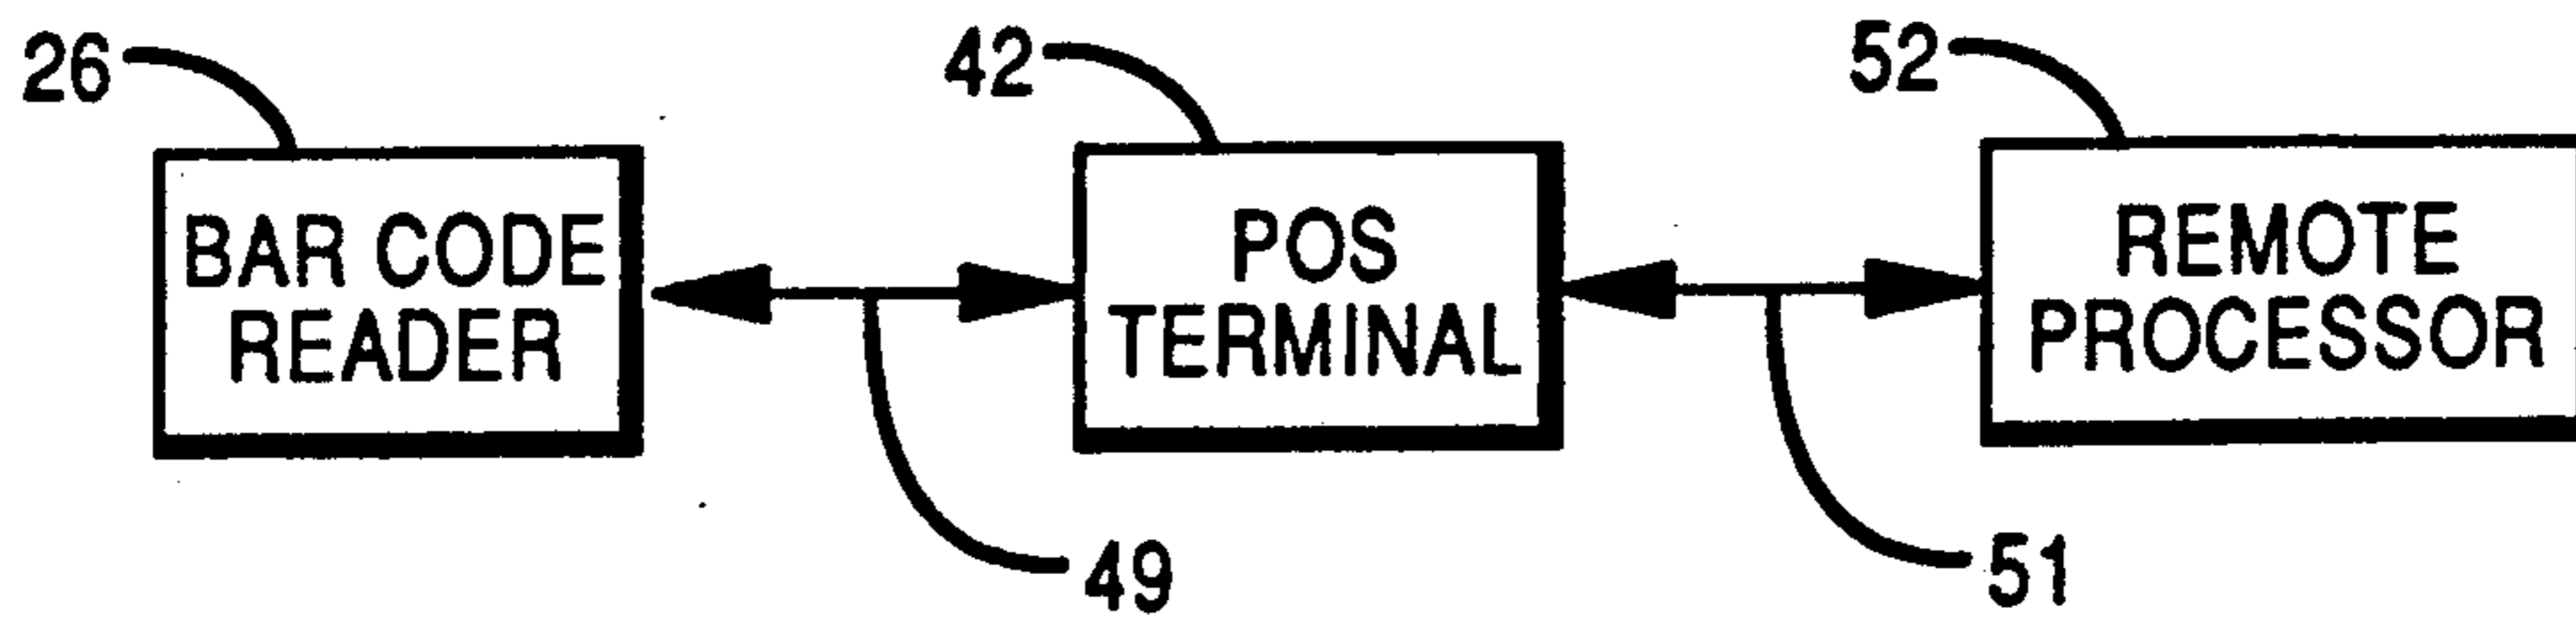 26
42
52
BAR CODE
READER
POS
TERMINAL
REMOTE
PROCESSOR
49
51